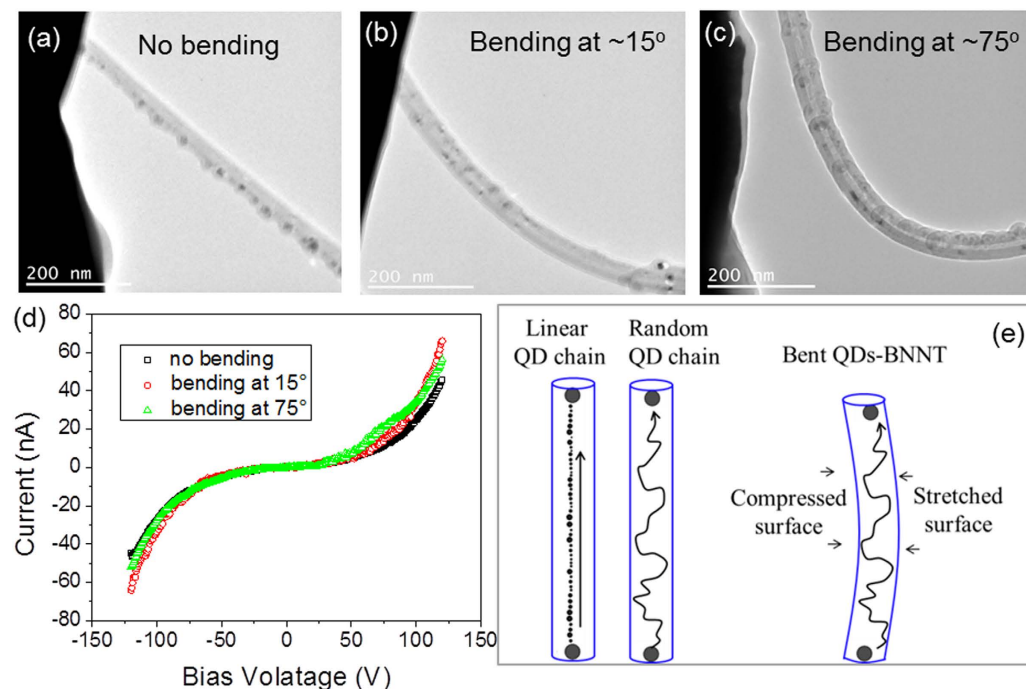 (a)
No bending
200 nm
(b)
Bending at ~15°
200 nm
(c)
Bending at ~75°
200 nm
(d)
80
60
40
20
0
-20
-40
-60
-80
Current (nA)
no bending
bending at 15°
bending at 75°
-150 -100 -50 0 50 100 150
Bias Volatage (V)
(e)
Linear
QD chain
Random
QD chain
Bent QDs-BNNT
Compressed
surface
Stretched
surface